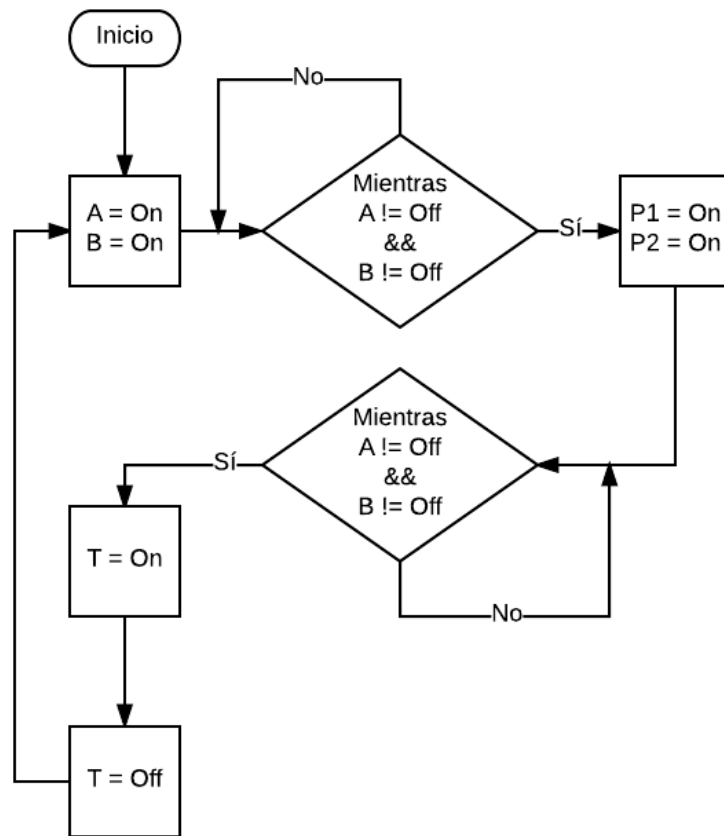 Inicio
A = On
B = On
No
Mientras
A != Off
&&
B != Off
Sí
P1 = On
P2 = On
Mientras
A != Off
&&
B != Off
Sí
No
T = On
T = Off